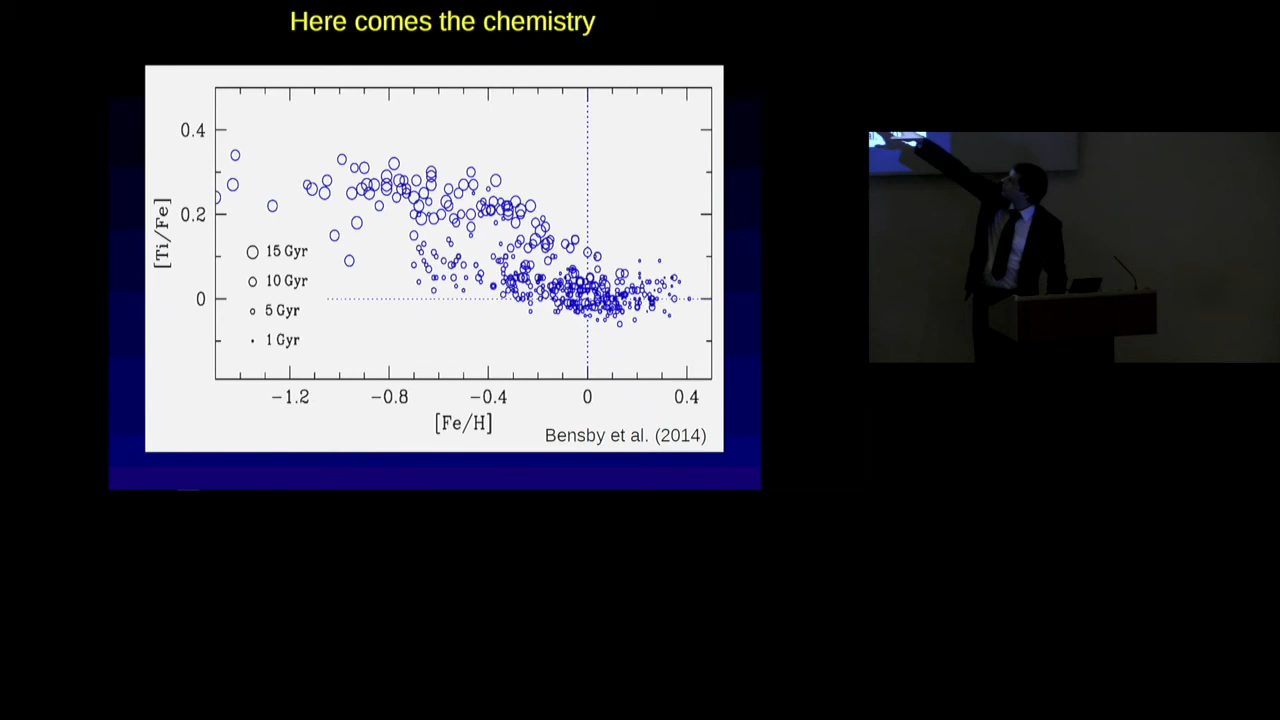 Here comes the chemistry
0.4
0.2
0
[Ti/Fe]
15 Gyr
10 Gyr
5 Gyr
1 Gyr
−1.2 −0.8 −0.4 0 0.4
[Fe/H]
Bensby et al. (2014)